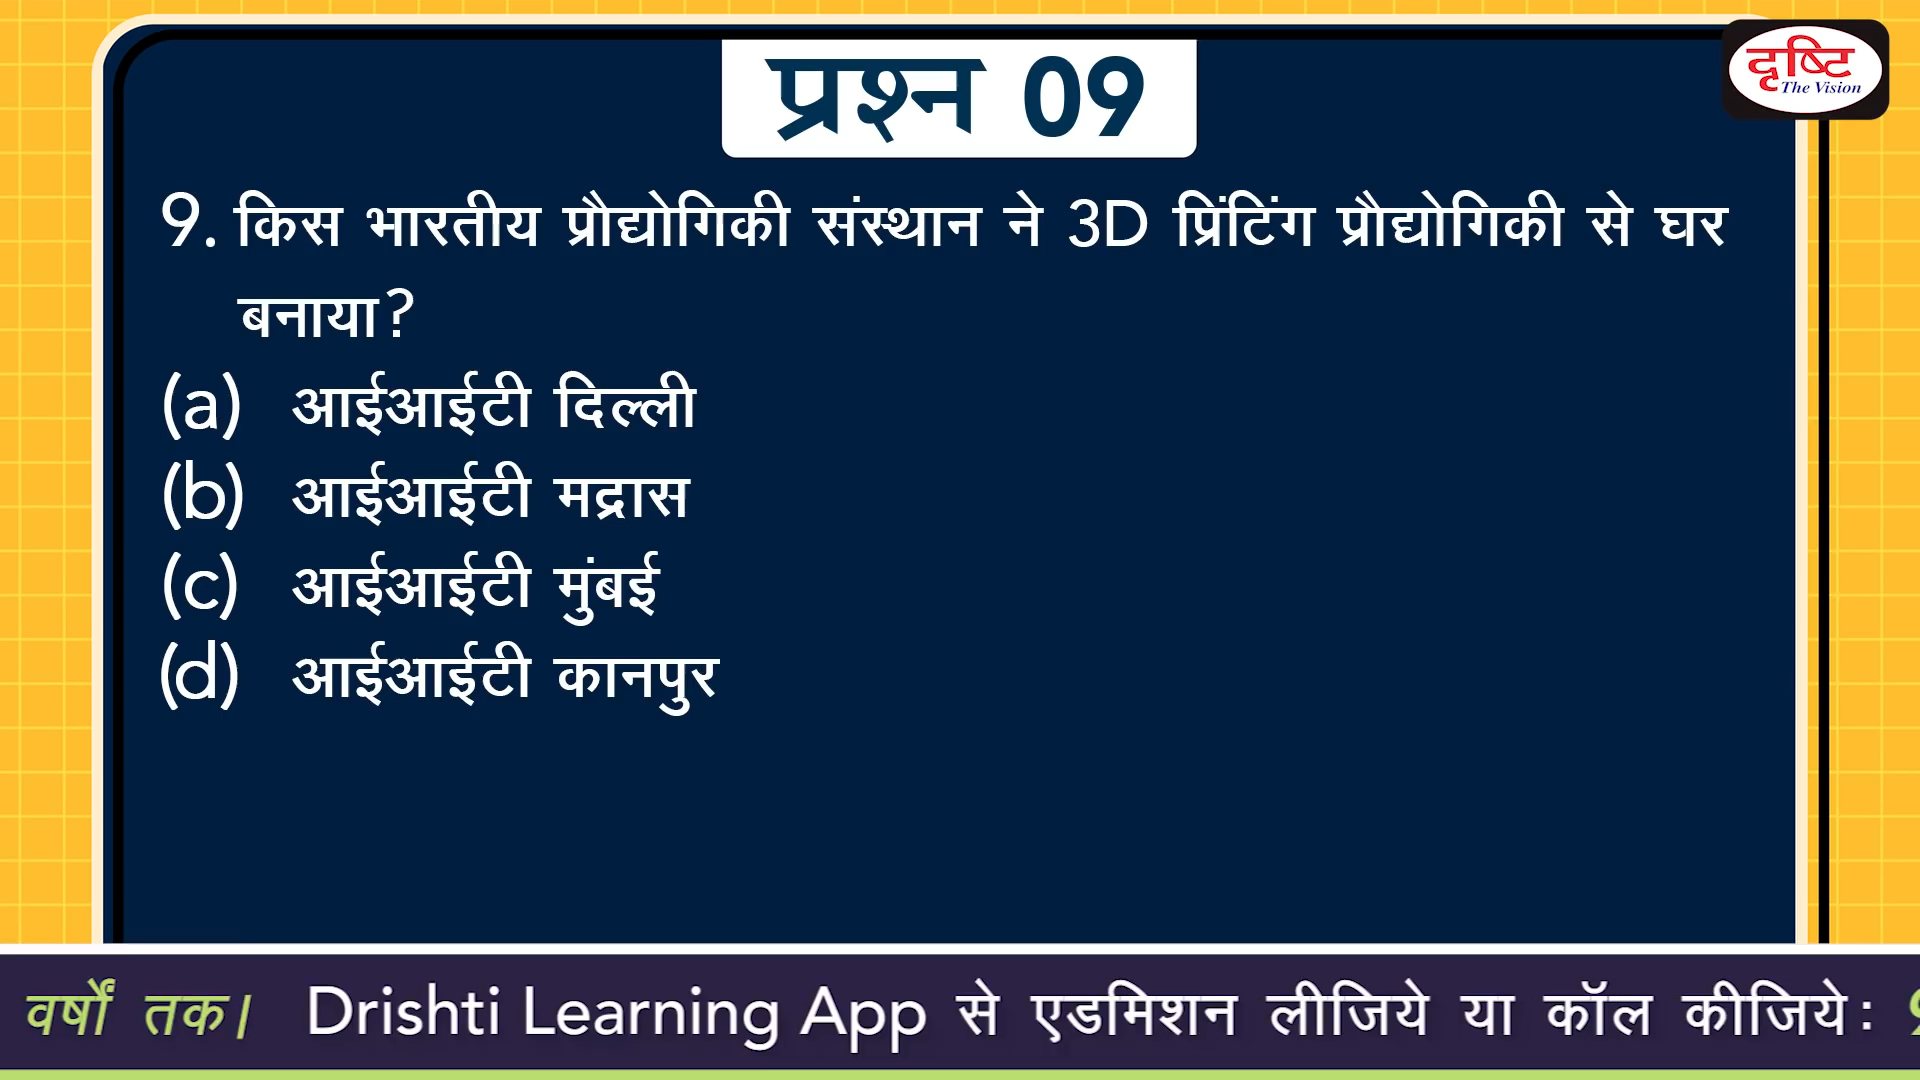 प्रश्न 09
दृष्टि
The Vision
9. किस भारतीय प्रौद्योगिकी संस्थान ने 3D प्रिंटिंग प्रौद्योगिकी से घर
बनाया?
(a) आईआईटी दिल्ली
(b) आईआईटी मद्रास
(c) आईआईटी मुंबई
(d) आईआईटी कानपुर
वर्षों तक। Drishti Learning App से एडमिशन लीजिये या कॉल कीजिये: